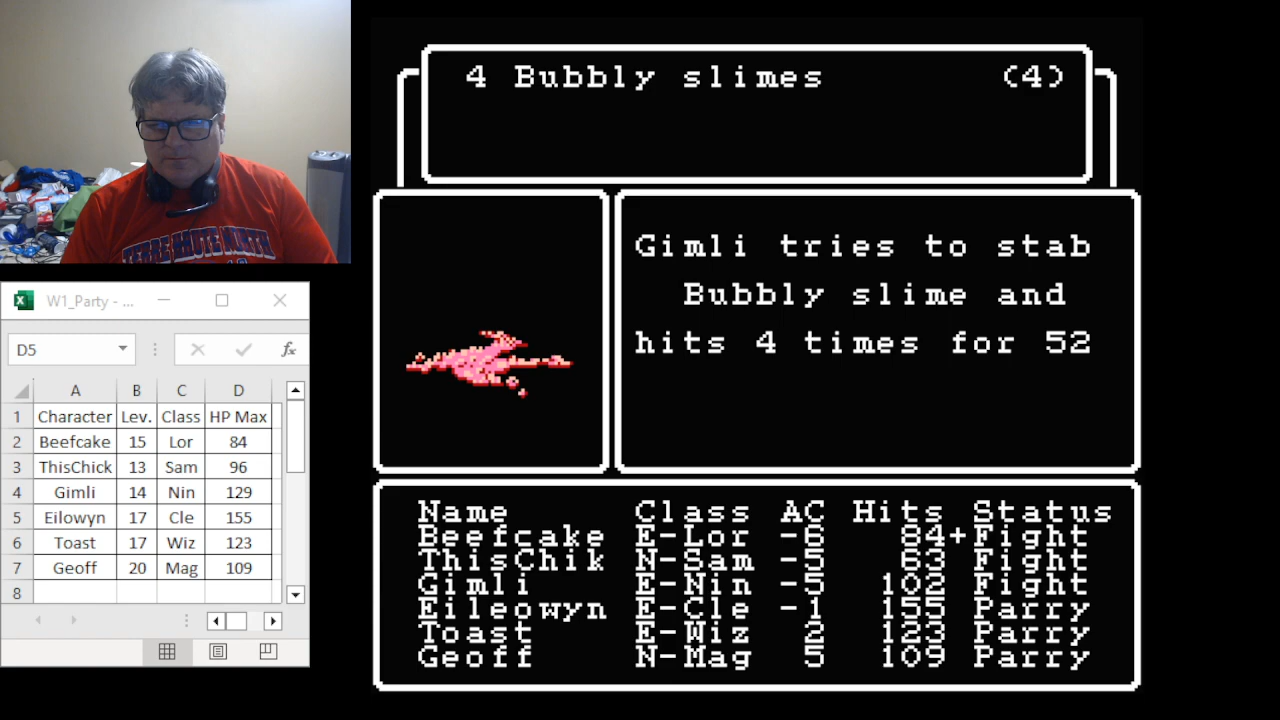 4 Bubbly slimes (4)
Gimli tries to stab
Bubbly slime and
hits 4 times for 52
Name Class AC Hits Status
Beefcake E-Lor -6 84+Fight
ThisChik N-Sam -5 63 Fight
Gimli E-Nin -5 102 Fight
Eileowyn E-Cle -1 155 Parry
Toast E-Wiz 2 123 Parry
Geoff N-Mag 5 109 Parry
TERRE HAUTE NORTH
W1_Party - ...
D5 fx
A B C D
1 Character Lev. Class HP Max
2 Beefcake 15 Lor 84
3 ThisChick 13 Sam 96
4 Gimli 14 Nin 129
5 Eilowyn 17 Cle 155
6 Toast 17 Wiz 123
7 Geoff 20 Mag 109
8